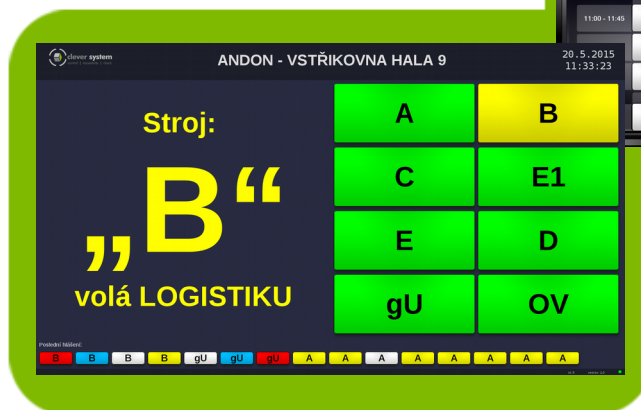 11:00 - 11:45
clever system
ANDON - VSTŘIKOVNA HALA 9
20.5.2015
11:33:23
Stroj:
„B“
volá LOGISTIKU
A
B
C
E1
E
D
gU
OV
Poslední hlášení:
B B B B gU gU gU A A A A A A A A